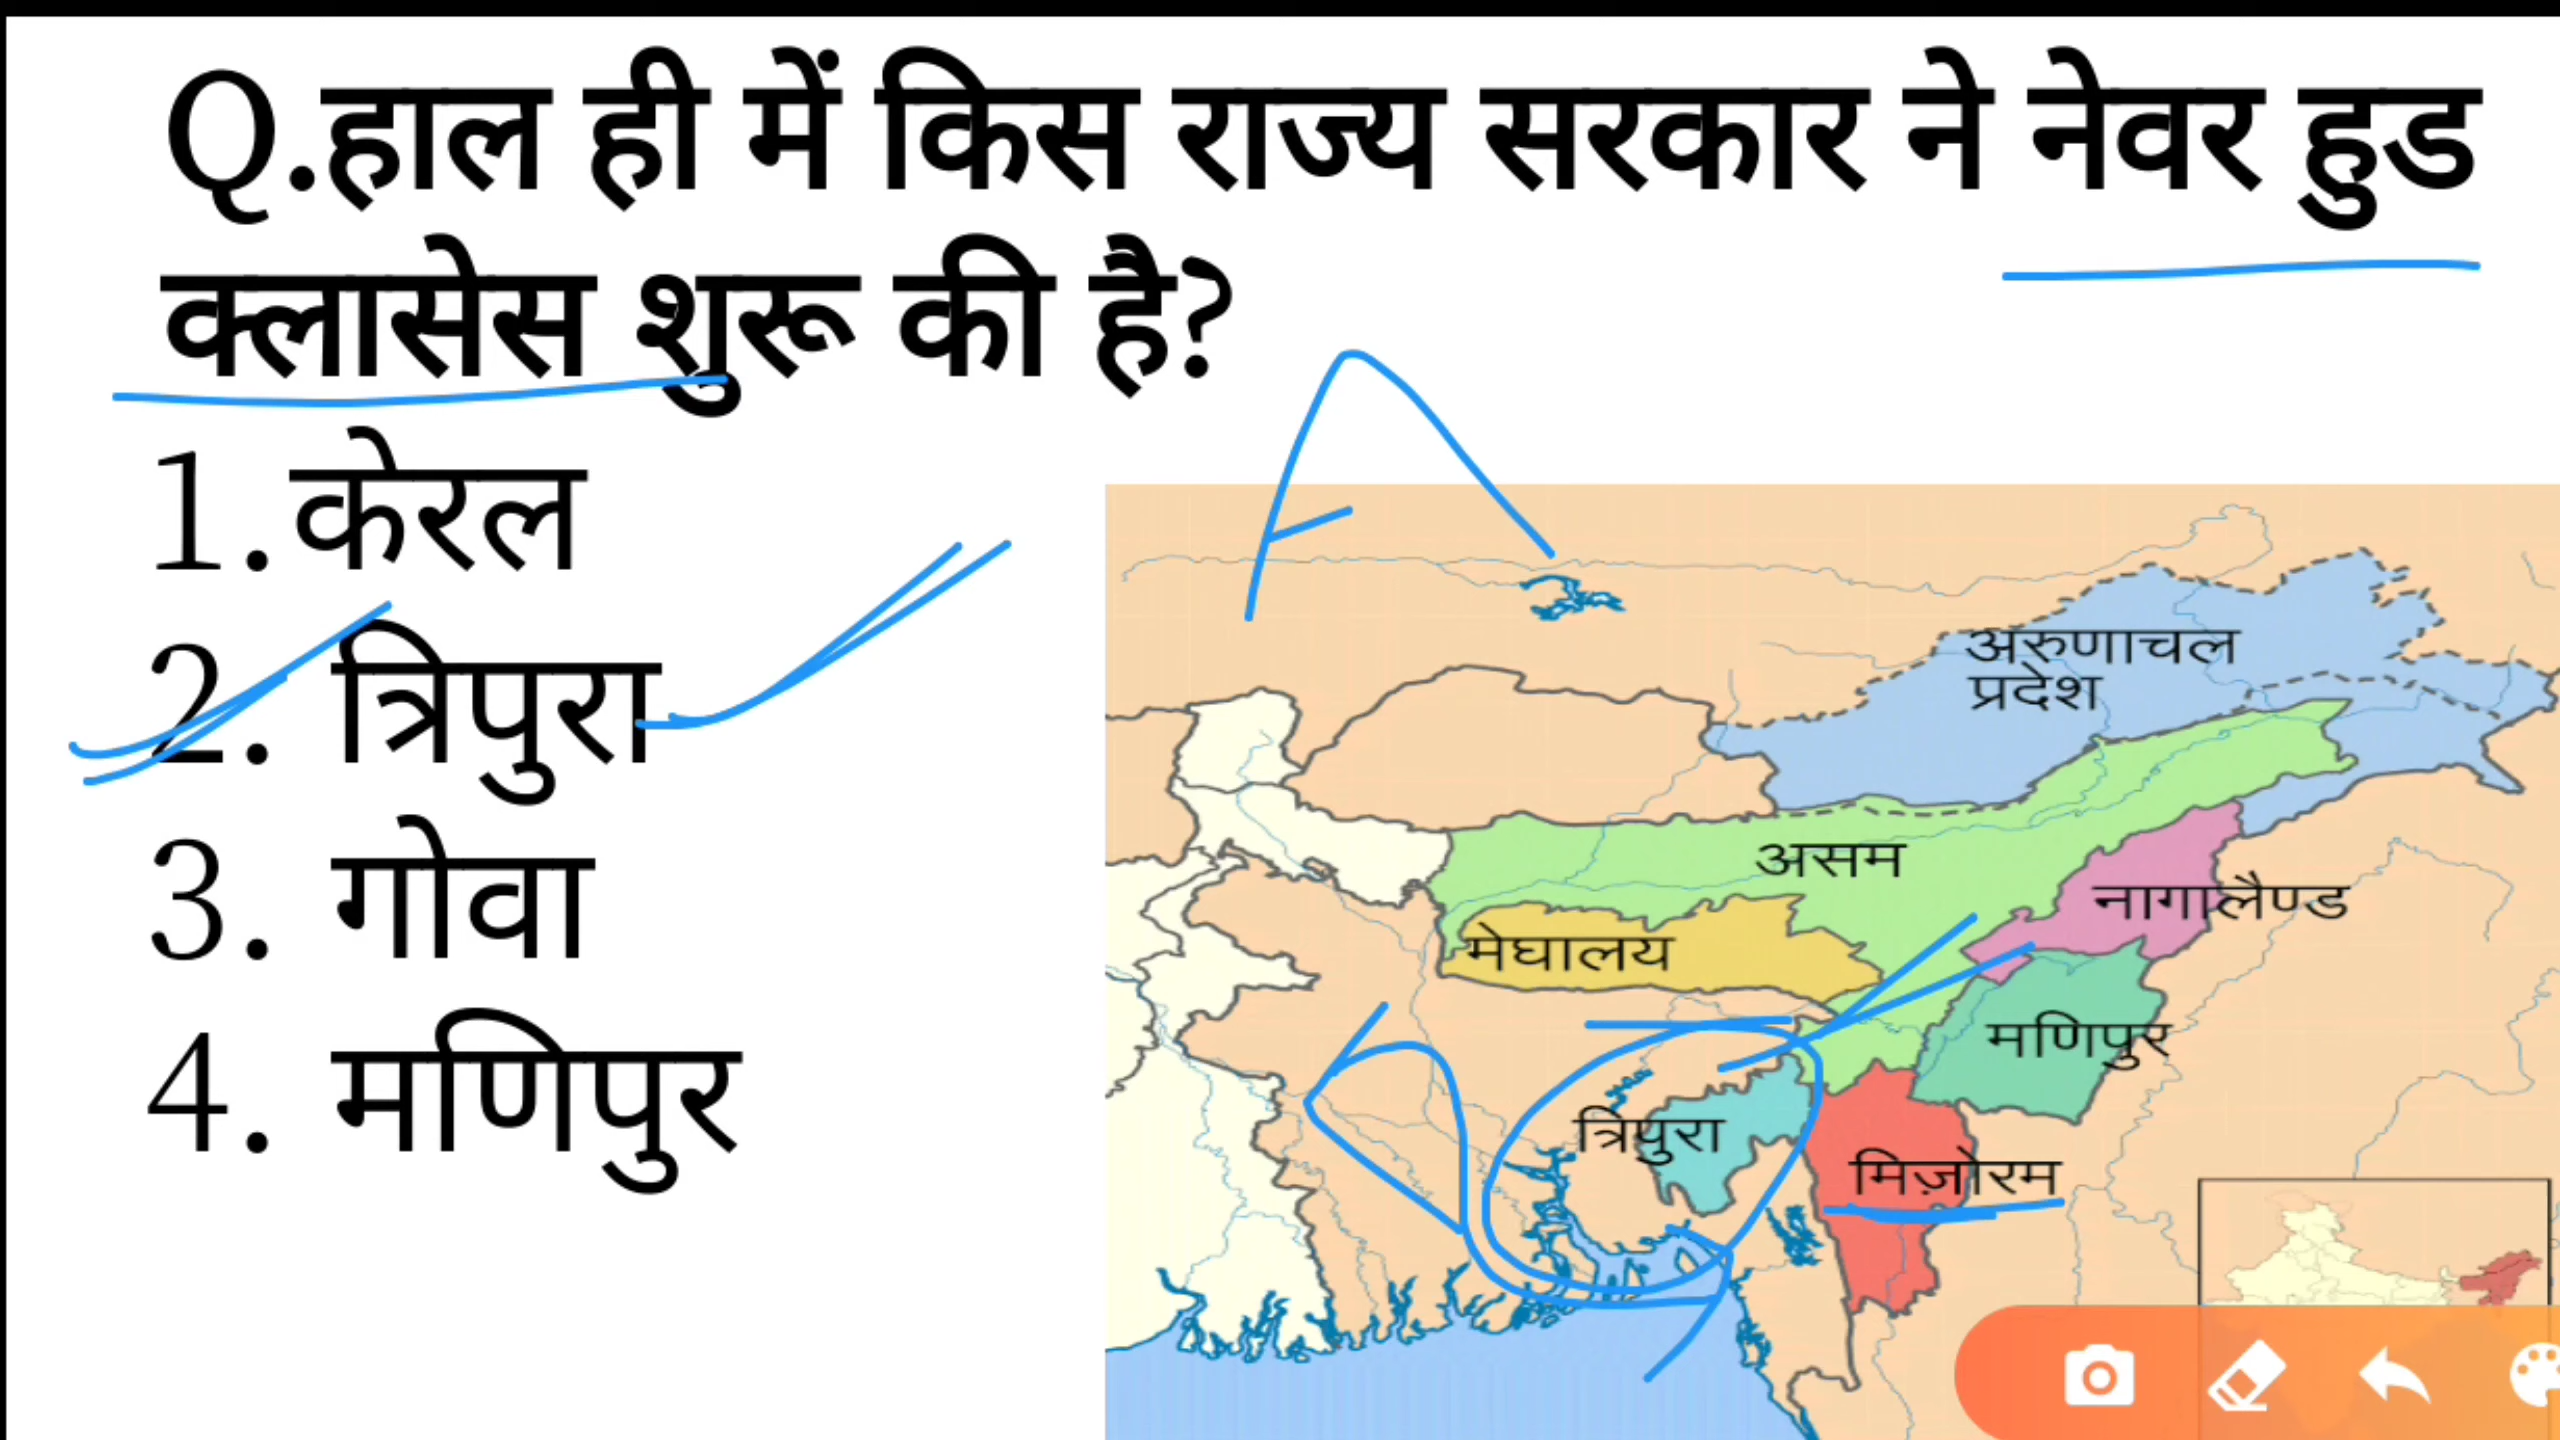 Q.हाल ही में किस राज्य सरकार ने नेवर हुड
क्लासेस शुरू की है?
1.केरल
2. त्रिपुरा
3. गोवा
4. मणिपुर
A
अरुणाचल
प्रदेश
असम
नागालैण्ड
मेघालय
मणिपुर
त्रिपुरा
मिज़ोरम